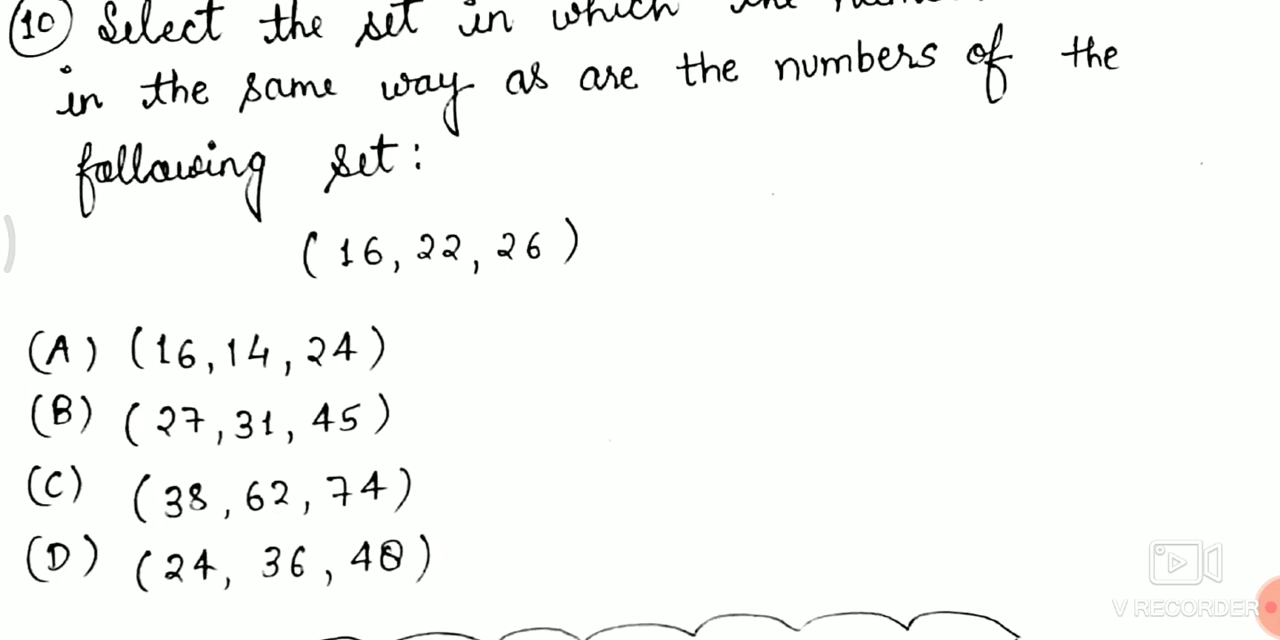 (10) Select the set in which the
in the same way as are the numbers of the
following set:
(16, 22, 26)
(A) (16, 14, 24)
(B) (27, 31, 45)
(C) (38, 62, 74)
(D) (24, 36, 48)
V RECORDER